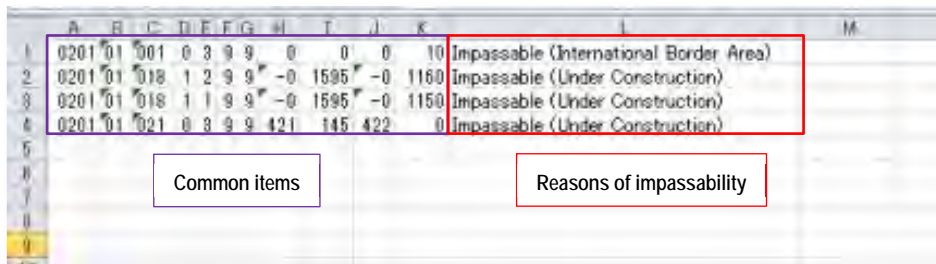 A B C D E F G H I J K L M
1 0201 01 001 0 3 9 9 0 0 0 10 Impassable (International Border Area)
2 0201 01 018 1 2 9 9 -0 1595 -0 1160 Impassable (Under Construction)
3 0201 01 018 1 1 9 9 -0 1595 -0 1150 Impassable (Under Construction)
4 0201 01 021 0 3 9 9 421 145 422 0 Impassable (Under Construction)
5
6
Common items Reasons of impassability
7
8
9